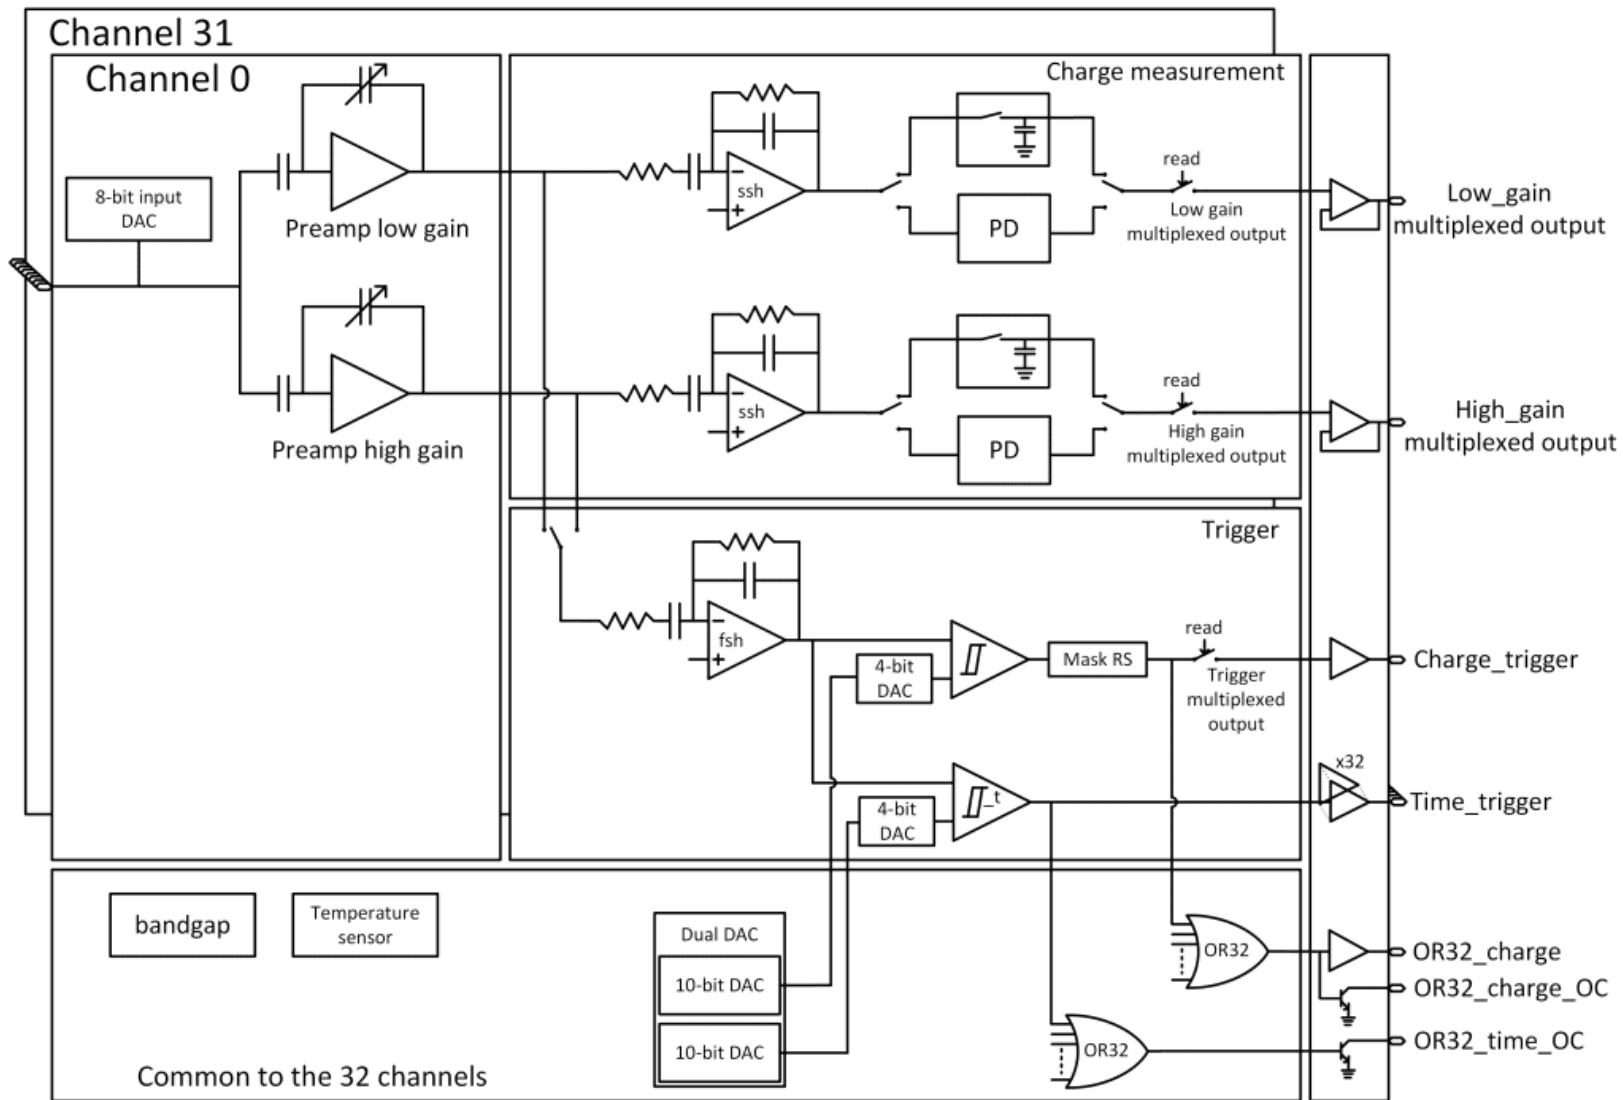 Channel 31
Channel 0
Charge measurement
8-bit input
DAC
Preamp low gain
ssh
PD
read
Low gain
multiplexed output
Low_gain
multiplexed output
Preamp high gain
ssh
PD
read
High gain
multiplexed output
High_gain
multiplexed output
Trigger
fsh
4-bit
DAC
Mask RS
read
Trigger
multiplexed
output
Charge_trigger
4-bit
DAC
_t
x32
Time_trigger
bandgap
Temperature
sensor
Dual DAC
10-bit DAC
10-bit DAC
OR32
OR32_charge
OR32_charge_OC
OR32
OR32_time_OC
Common to the 32 channels